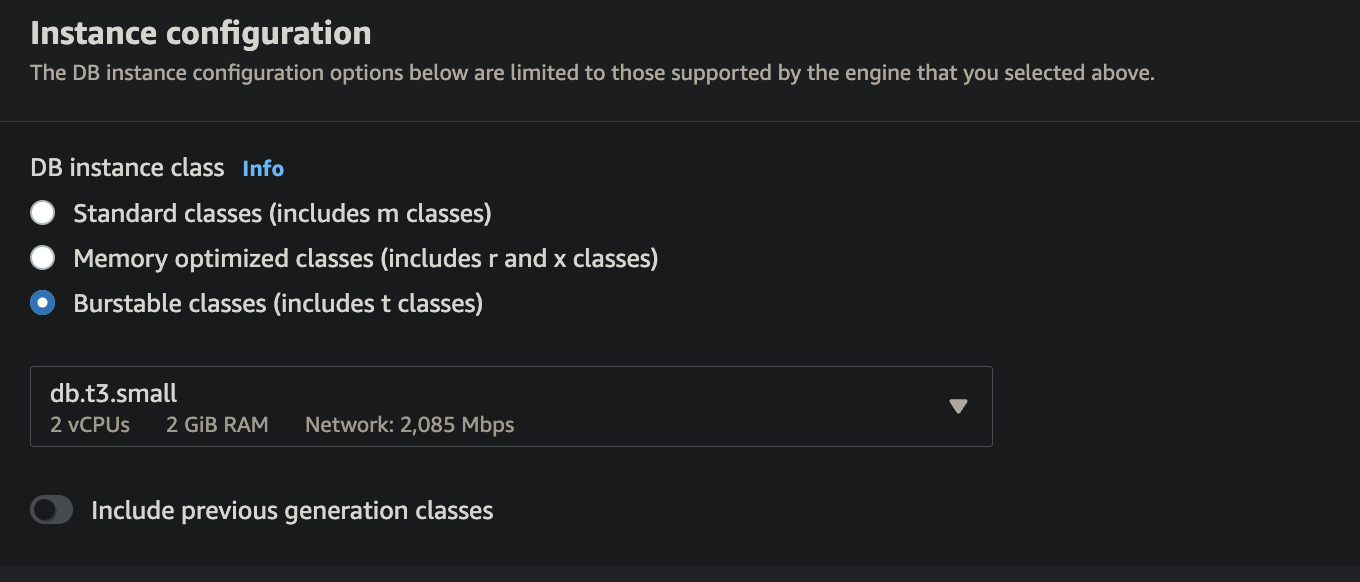 Instance configuration
The DB instance configuration options below are limited to those supported by the engine that you selected above.
DB instance class Info
Standard classes (includes m classes)
Memory optimized classes (includes r and x classes)
Burstable classes (includes t classes)
db.t3.small
2 vCPUs 2 GiB RAM Network: 2,085 Mbps
Include previous generation classes